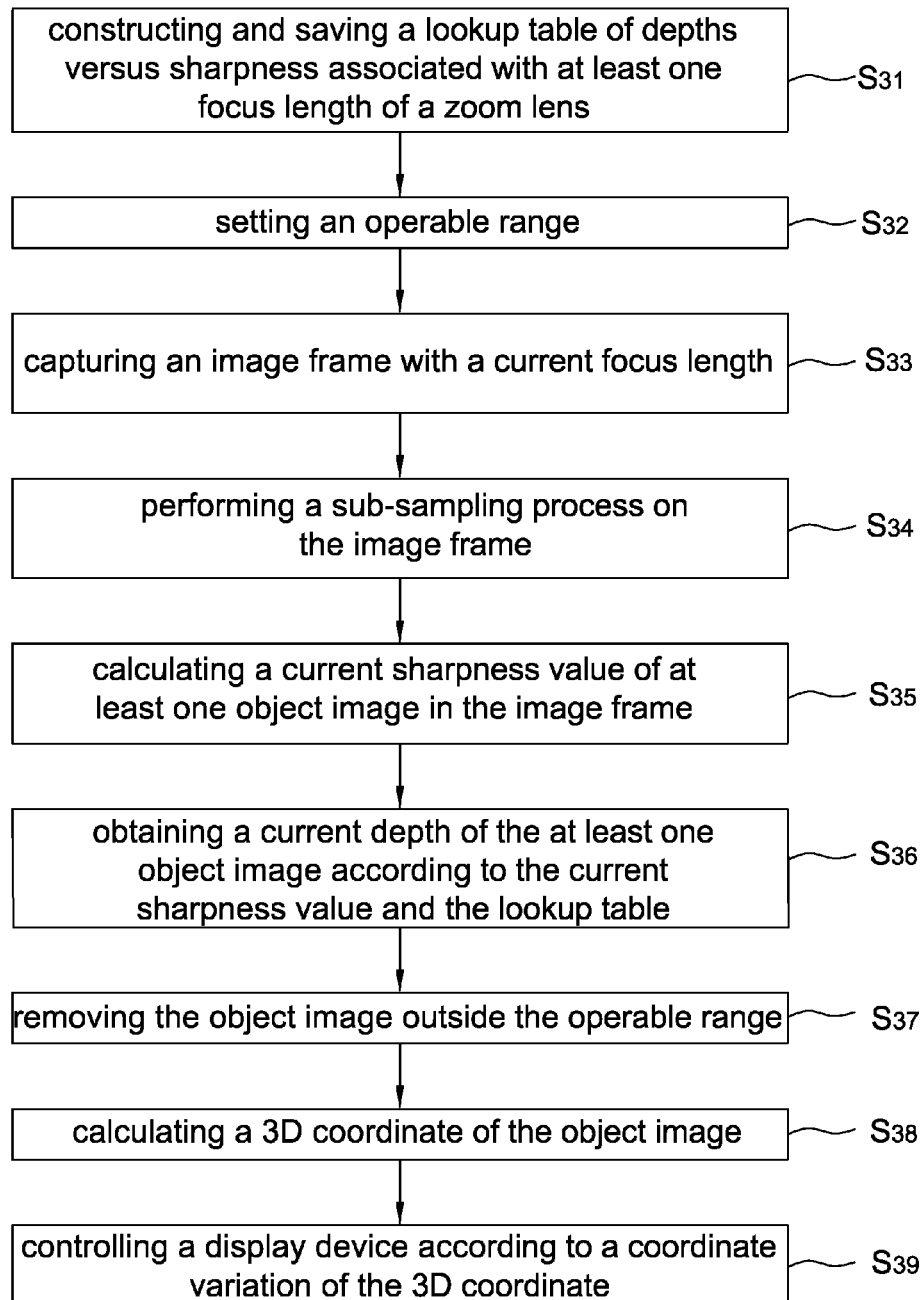 constructing and saving a lookup table of depths
versus sharpness associated with at least one
focus length of a zoom lens
S31
setting an operable range
S32
capturing an image frame with a current focus length
S33
performing a sub-sampling process on
the image frame
S34
calculating a current sharpness value of at
least one object image in the image frame
S35
obtaining a current depth of the at least one
object image according to the current
sharpness value and the lookup table
S36
removing the object image outside the operable range
S37
calculating a 3D coordinate of the object image
S38
controlling a display device according to a coordinate
variation of the 3D coordinate
S39